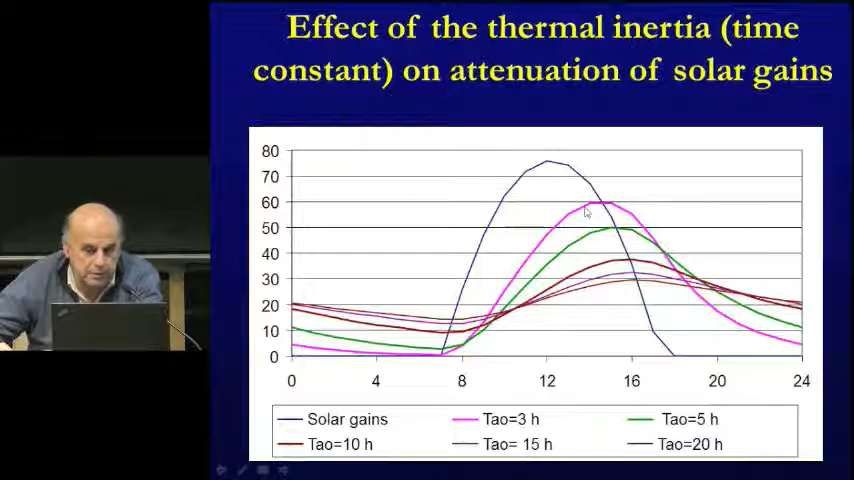 Effect of the thermal inertia (time
constant) on attenuation of solar gains
80
70
60
50
40
30
20
10
0
0 4 8 12 16 20 24
Solar gains Tao=3 h Tao=5 h
Tao=10 h Tao= 15 h Tao=20 h